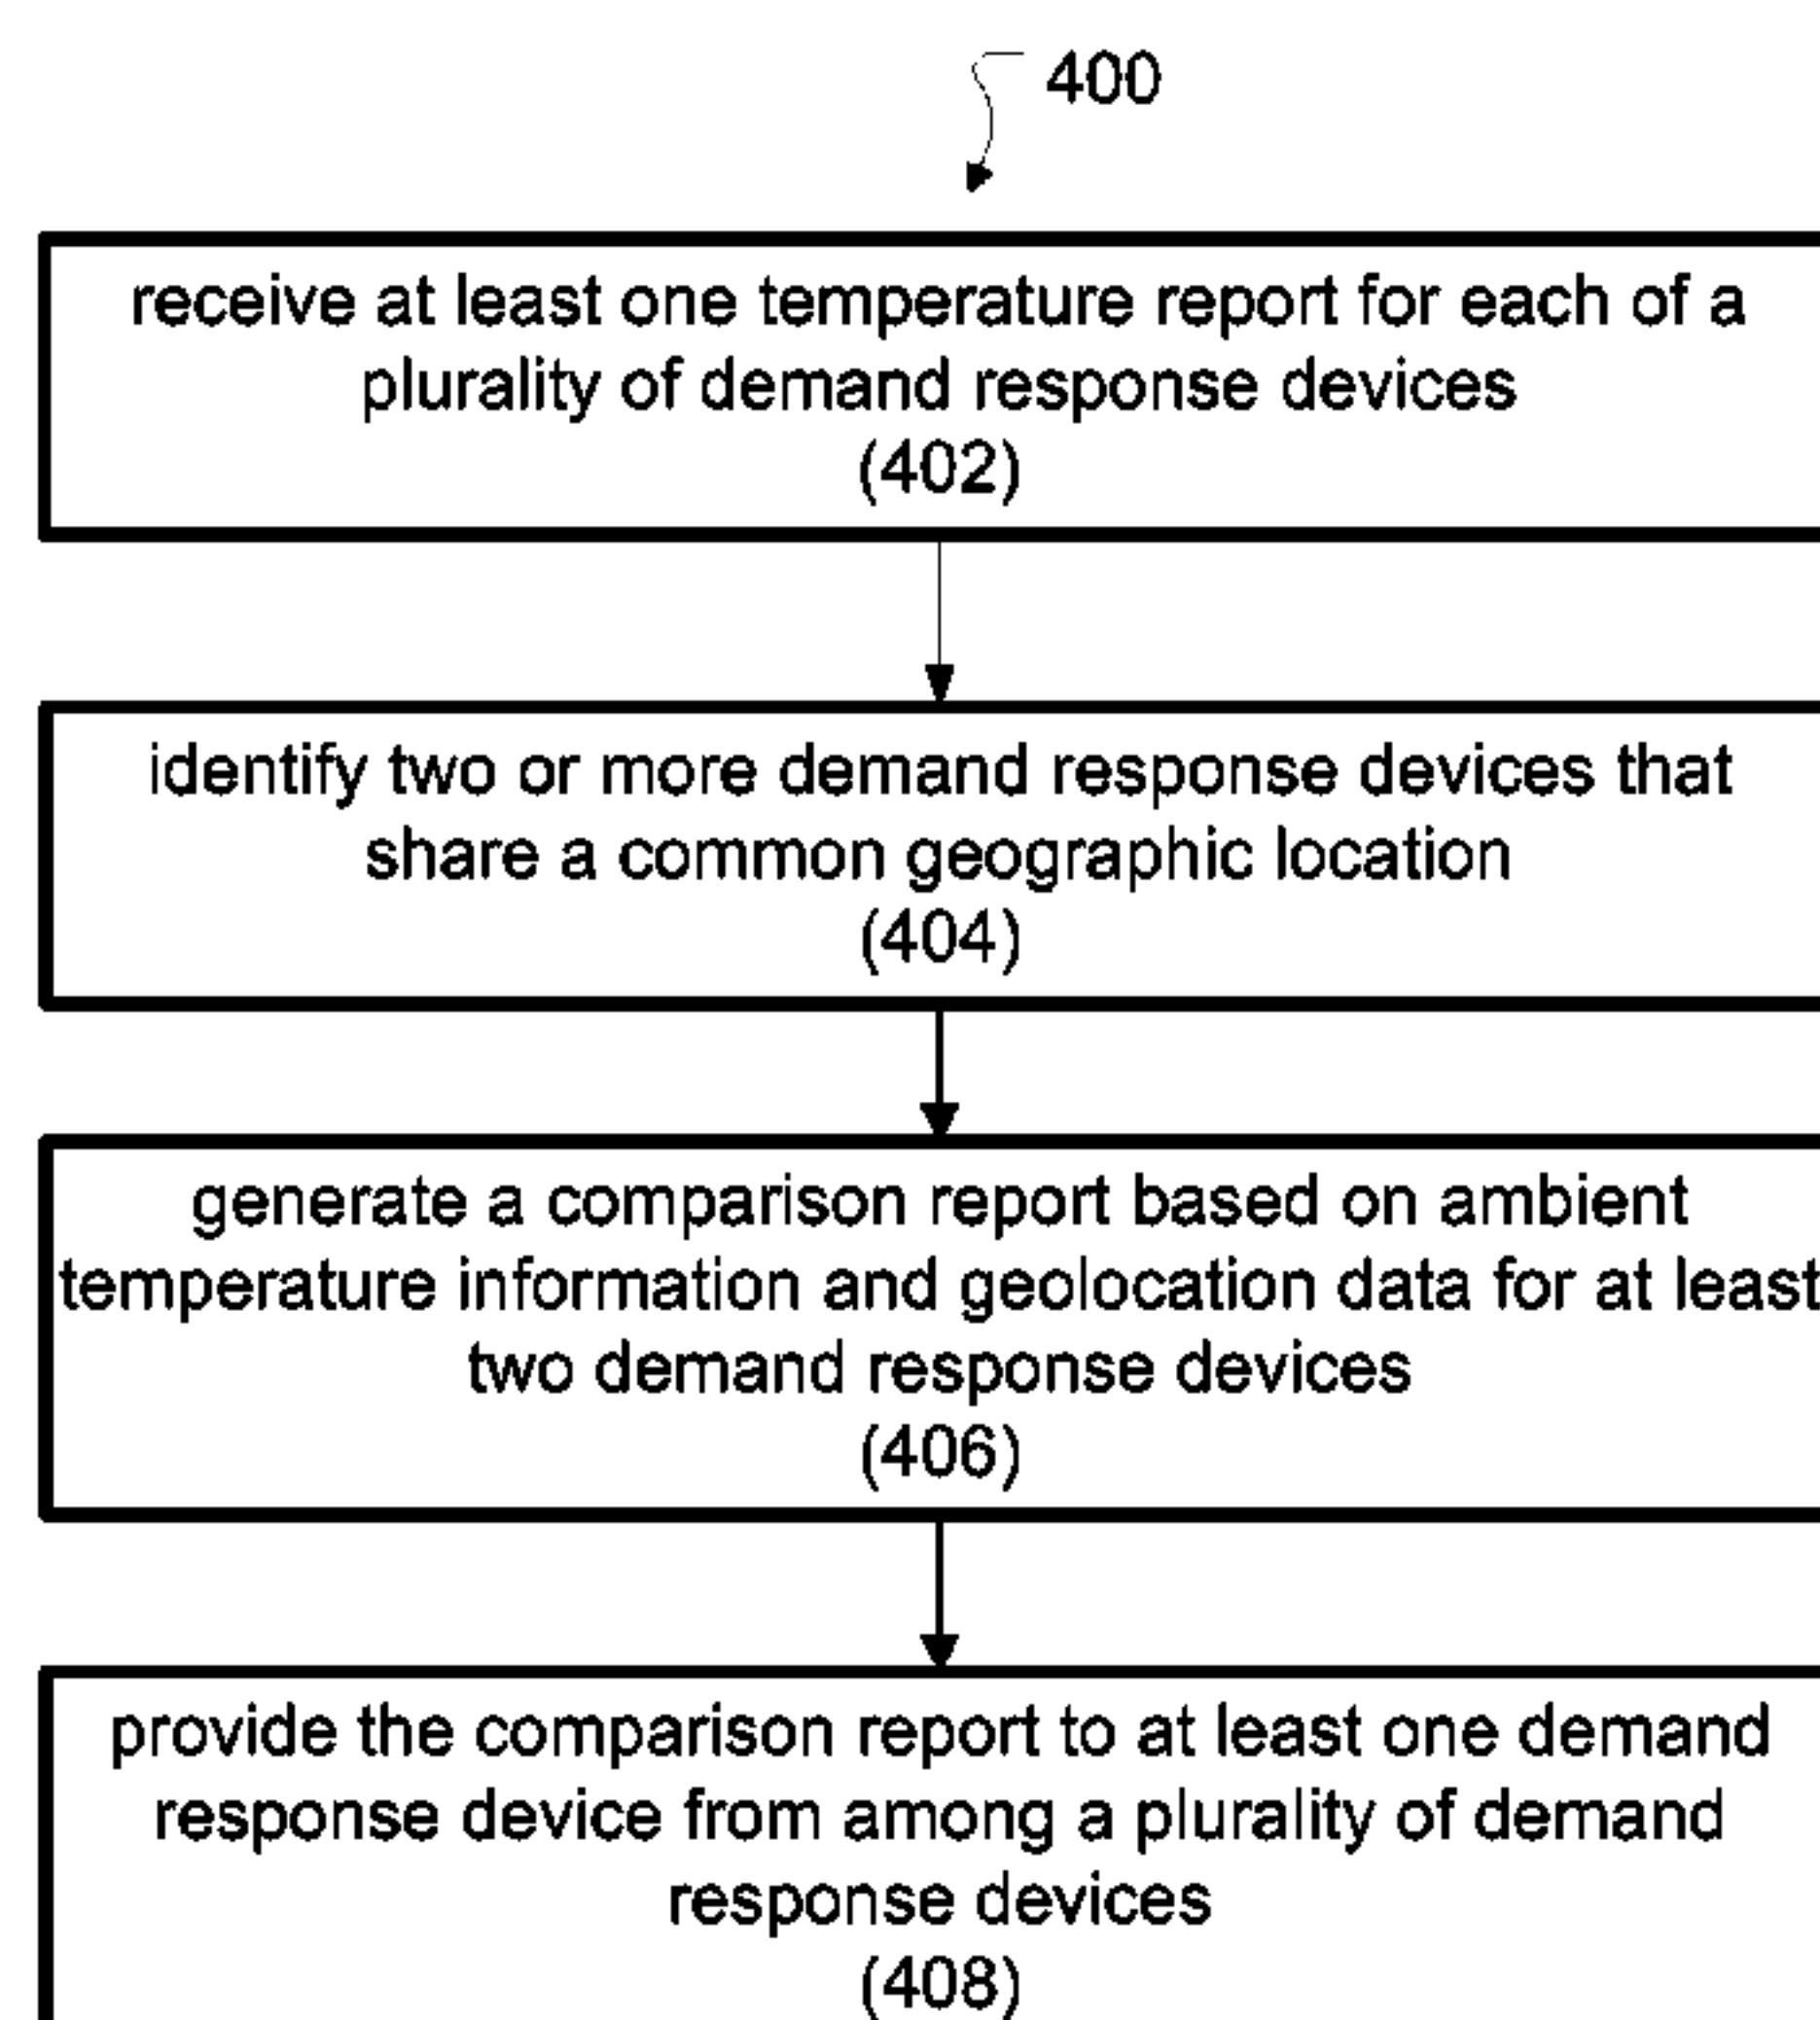 400
receive at least one temperature report for each of a
plurality of demand response devices
(402)
identify two or more demand response devices that
share a common geographic location
(404)
generate a comparison report based on ambient
temperature information and geolocation data for at least
two demand response devices
(406)
provide the comparison report to at least one demand
response device from among a plurality of demand
response devices
(408)